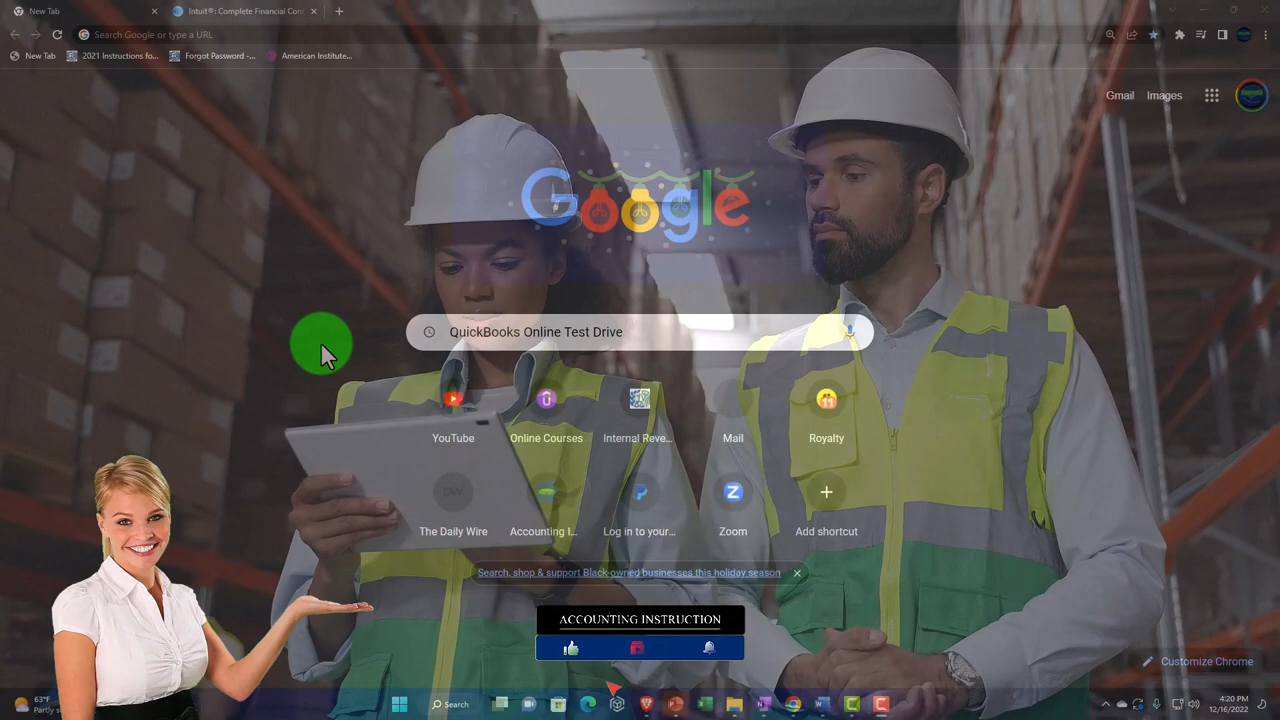 New Tab
Intuit®: Complete Financial Con
Search Google or type a URL
New Tab
2021 Instructions fo...
Forgot Password -...
American Institute...
Gmail
Images
Google
QuickBooks Online Test Drive
YouTube
Online Courses
Internal Reve...
Mail
Royalty
DW
The Daily Wire
Accounting I...
Log in to your...
Zoom
Add shortcut
Search, shop & support Black-owned businesses this holiday season
ACCOUNTING INSTRUCTION
Customize Chrome
63°F
Partly s
Search
4:20 PM
12/16/2022